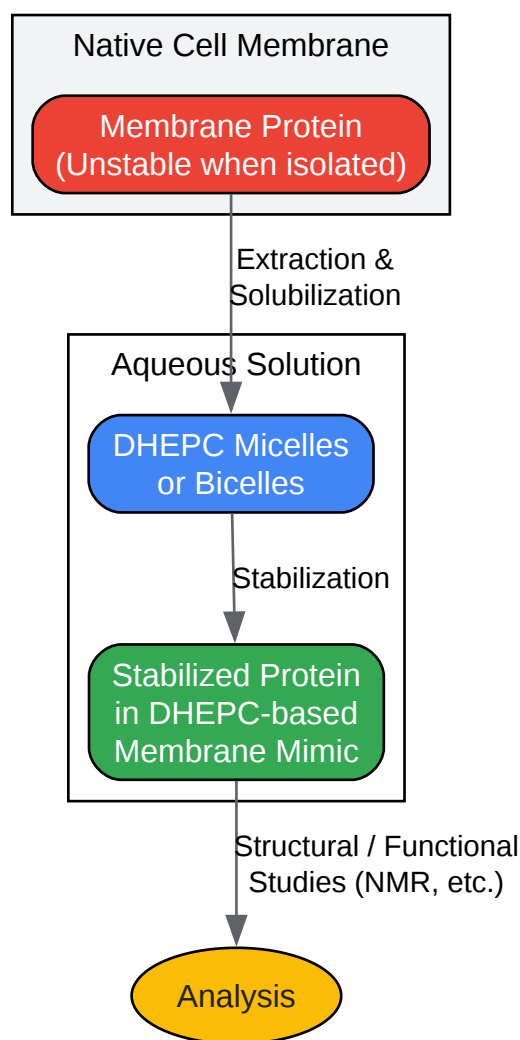 Native Cell Membrane
Membrane Protein
(Unstable when isolated)
Extraction &
Solubilization
Aqueous Solution
DHEPC Micelles
or Bicelles
Stabilization
Stabilized Protein
in DHEPC-based
Membrane Mimic
Structural / Functional
Studies (NMR, etc.)
Analysis